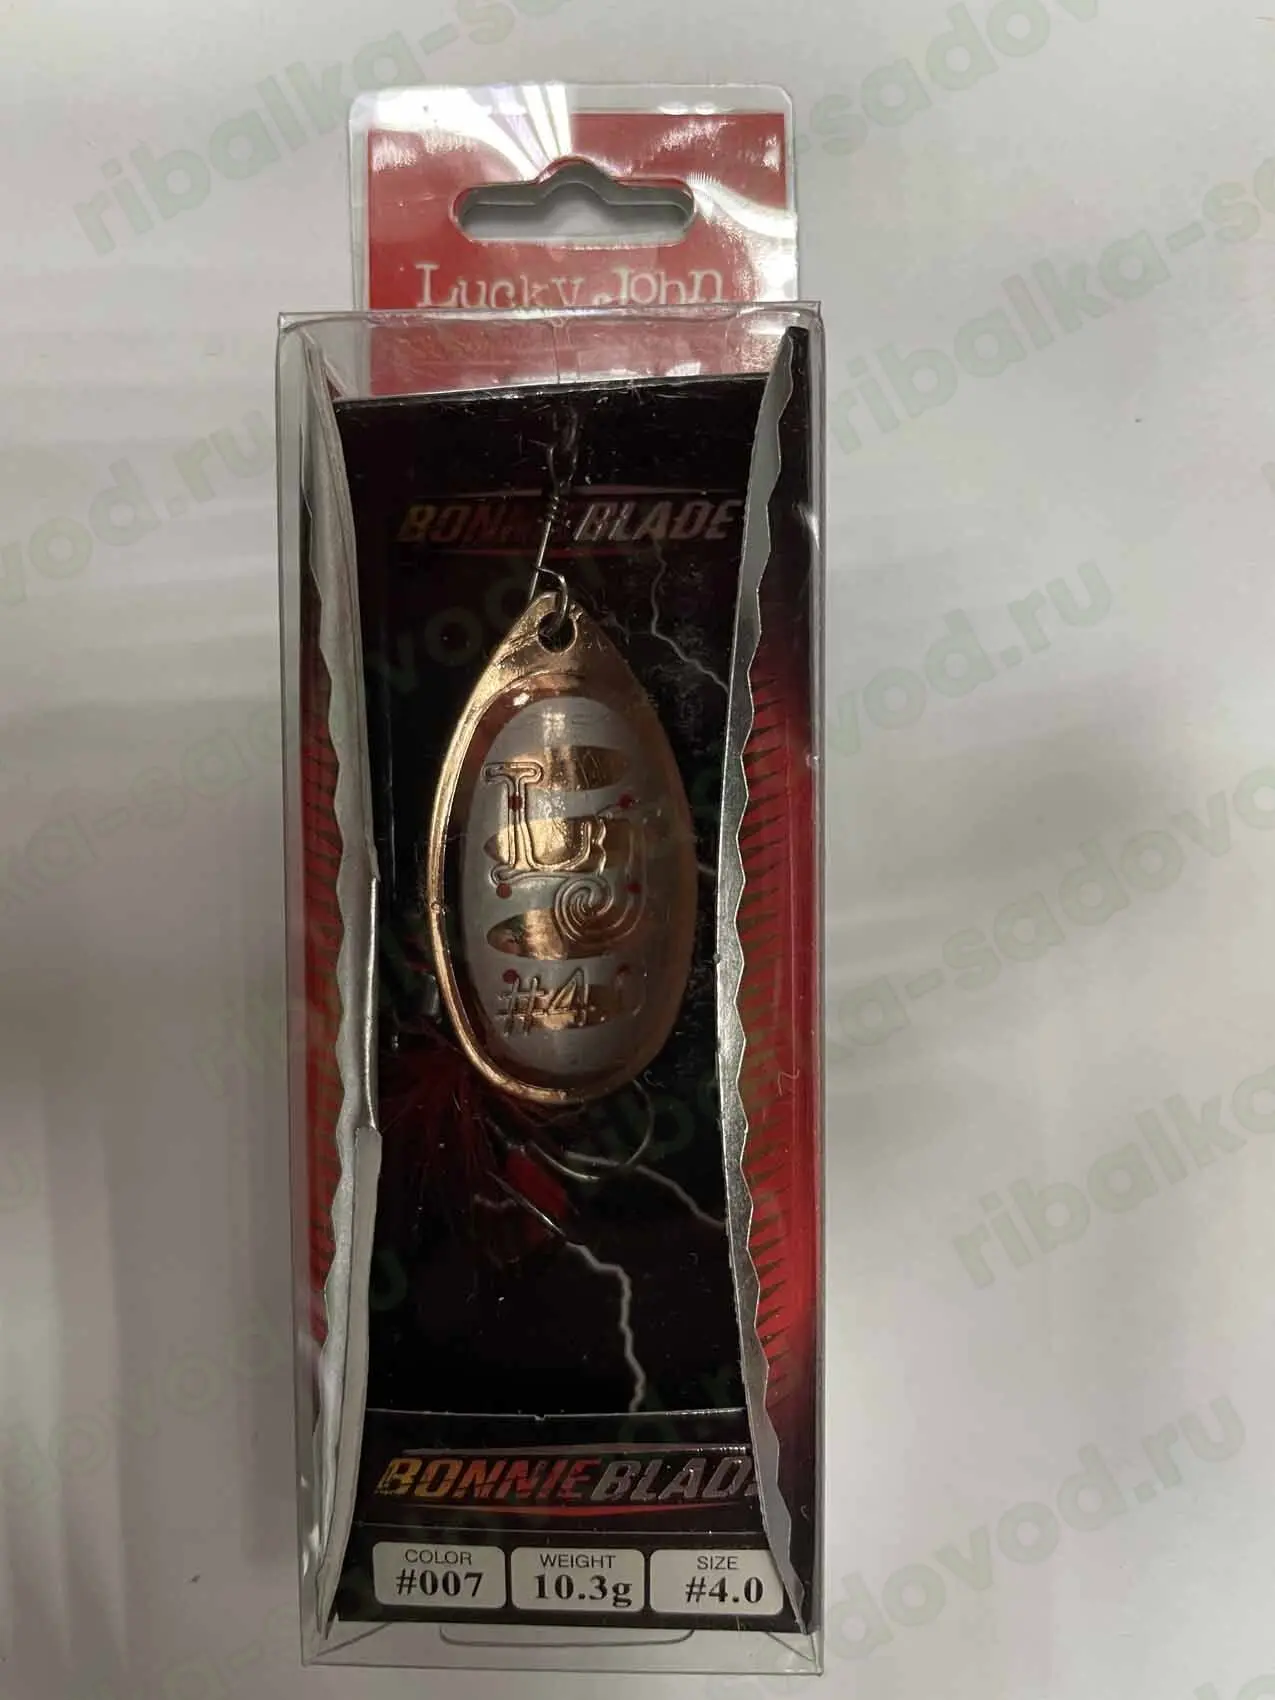 Lucky John
BONNIE BLADE
LJ
#4.0
BONNIE BLADE
COLOR
#007
WEIGHT
10.3g
SIZE
#4.0
ribalka-sadovod.ru